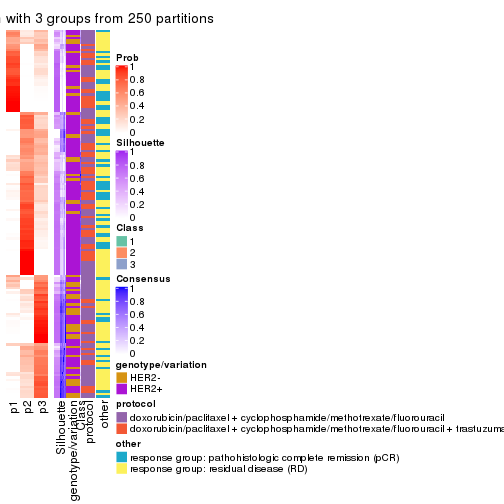 with 3 groups from 250 partitions
Prob
1
0.8
0.6
0.4
0.2
0
Silhouette
1
0.8
0.6
0.4
0.2
0
Class
1
2
3
Consensus
1
0.8
0.6
0.4
0.2
0
genotype/variation
HER2-
HER2+
protocol
doxorubicin/paclitaxel + cyclophosphamide/methotrexate/fluorouracil
doxorubicin/paclitaxel + cyclophosphamide/methotrexate/fluorouracil + trastuzuma
other
response group: pathohistologic complete remission (pCR)
response group: residual disease (RD)
p1
p2
p3
Silhouette
genotype/variation
Class
protocol
other